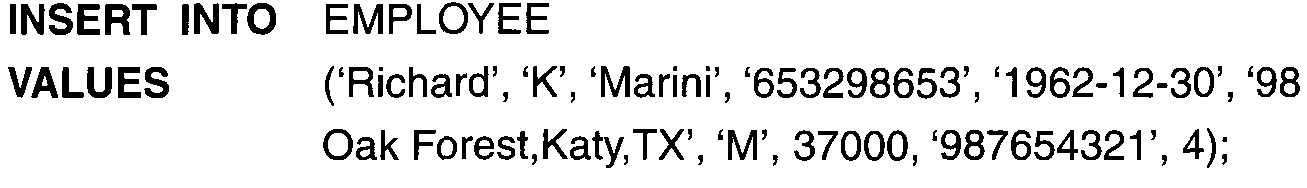 INSERT INTO EMPLOYEE
VALUES (‘Richard’, ‘K’, ‘Marini’, ‘653298653’, ‘1962-12-30’, ‘98
Oak Forest,Katy,TX’, ‘M’, 37000, ‘987654321’, 4);